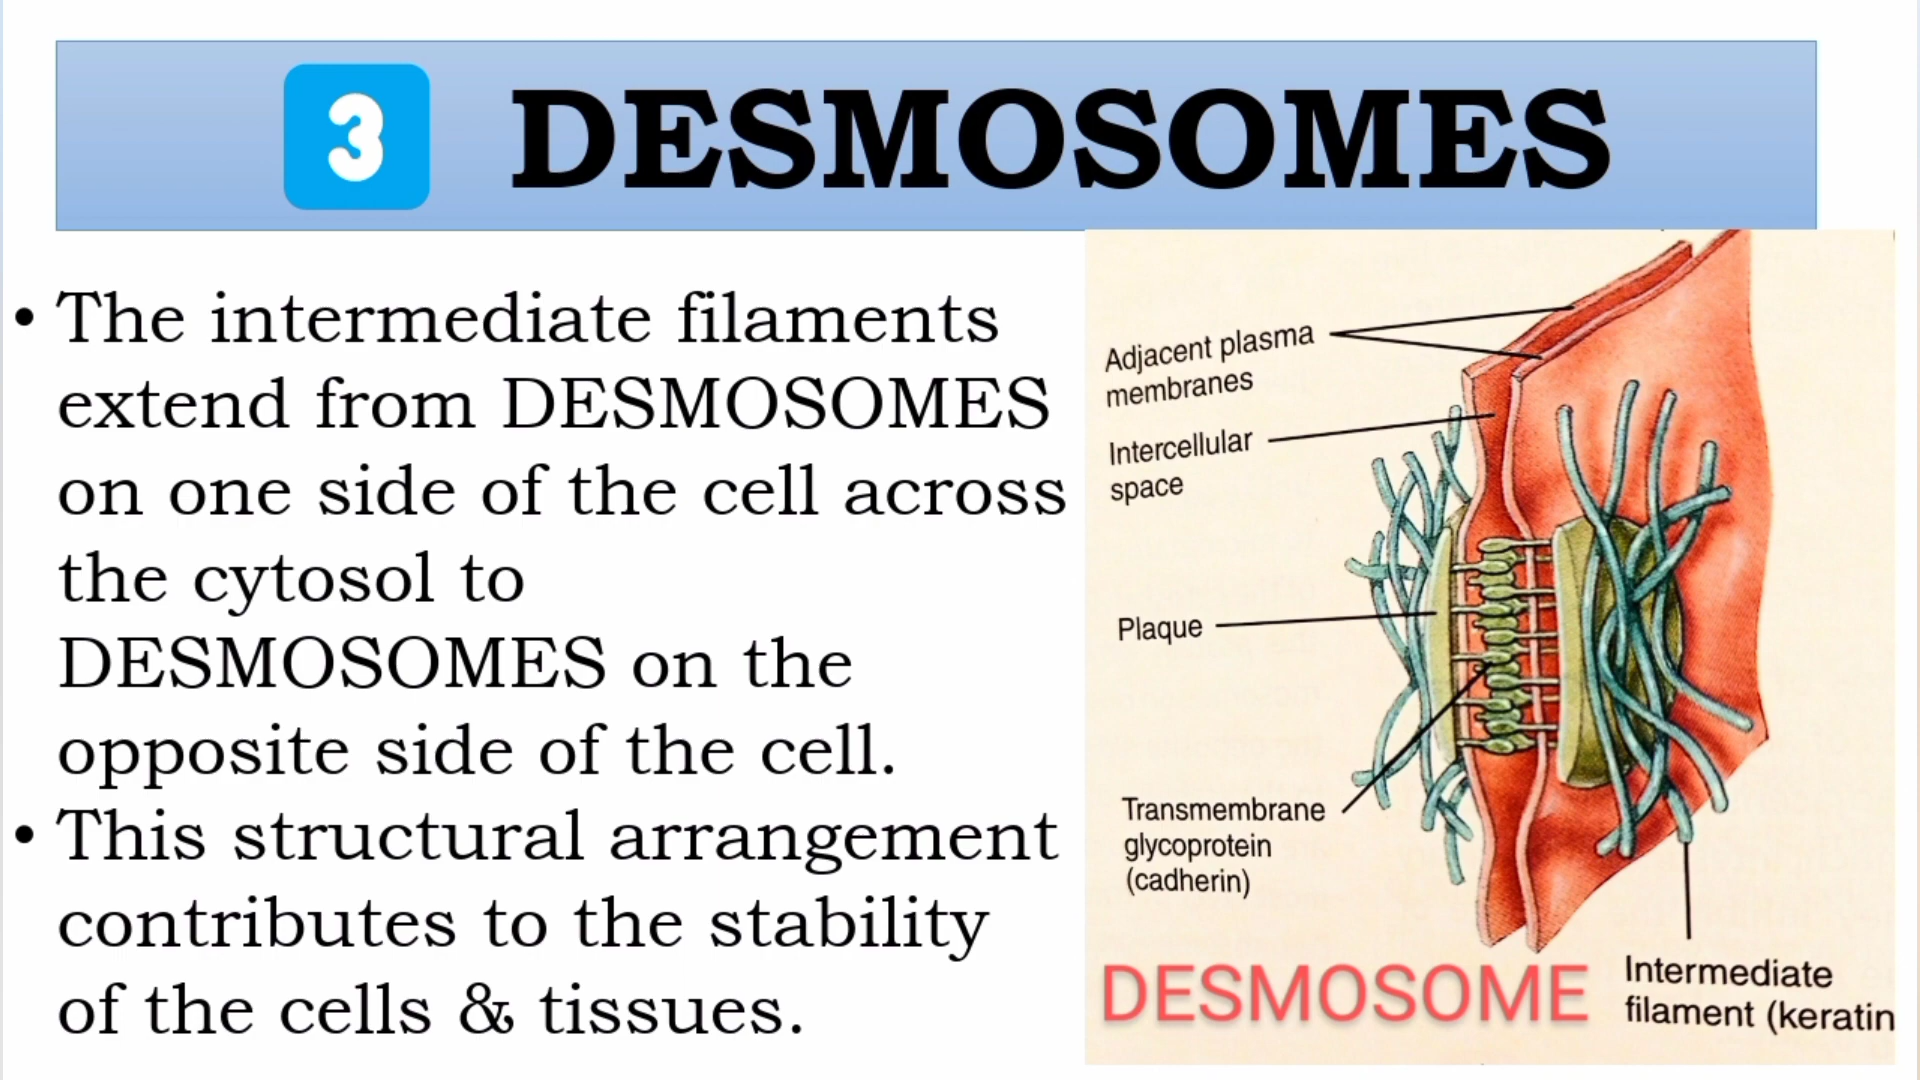 3 DESMOSOMES
• The intermediate filaments
extend from DESMOSOMES
on one side of the cell across
the cytosol to
DESMOSOMES on the
opposite side of the cell.
• This structural arrangement
contributes to the stability
of the cells & tissues.
Adjacent plasma
membranes
Intercellular
space
Plaque
Transmembrane
glycoprotein
(cadherin)
DESMOSOME
Intermediate
filament (keratin